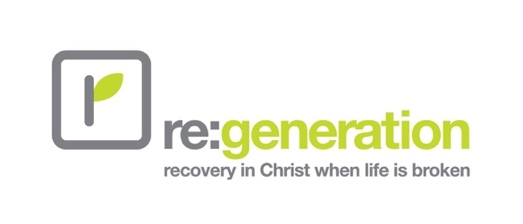 r
re:generation
recovery in Christ when life is broken